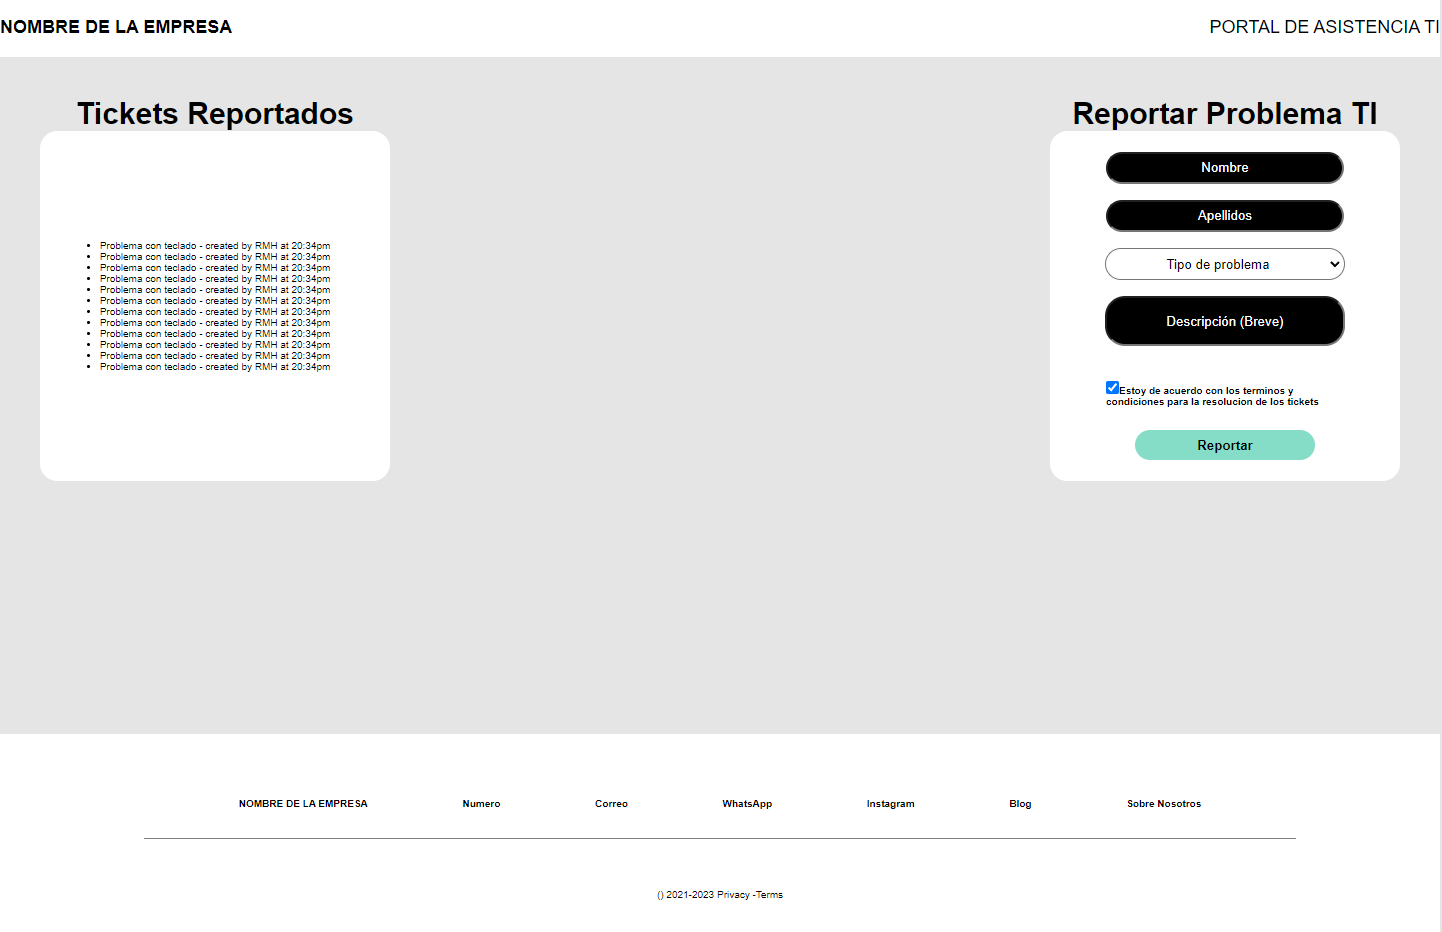 NOMBRE DE LA EMPRESA
PORTAL DE ASISTENCIA TI
Tickets Reportados
Problema con teclado - created by RMH at 20:34pm
Problema con teclado - created by RMH at 20:34pm
Problema con teclado - created by RMH at 20:34pm
Problema con teclado - created by RMH at 20:34pm
Problema con teclado - created by RMH at 20:34pm
Problema con teclado - created by RMH at 20:34pm
Problema con teclado - created by RMH at 20:34pm
Problema con teclado - created by RMH at 20:34pm
Problema con teclado - created by RMH at 20:34pm
Problema con teclado - created by RMH at 20:34pm
Problema con teclado - created by RMH at 20:34pm
Problema con teclado - created by RMH at 20:34pm
Reportar Problema TI
Nombre
Apellidos
Tipo de problema
Descripción (Breve)
Estoy de acuerdo con los terminos y
condiciones para la resolucion de los tickets
Reportar
NOMBRE DE LA EMPRESA
Numero
Correo
WhatsApp
Instagram
Blog
Sobre Nosotros
() 2021-2023 Privacy -Terms